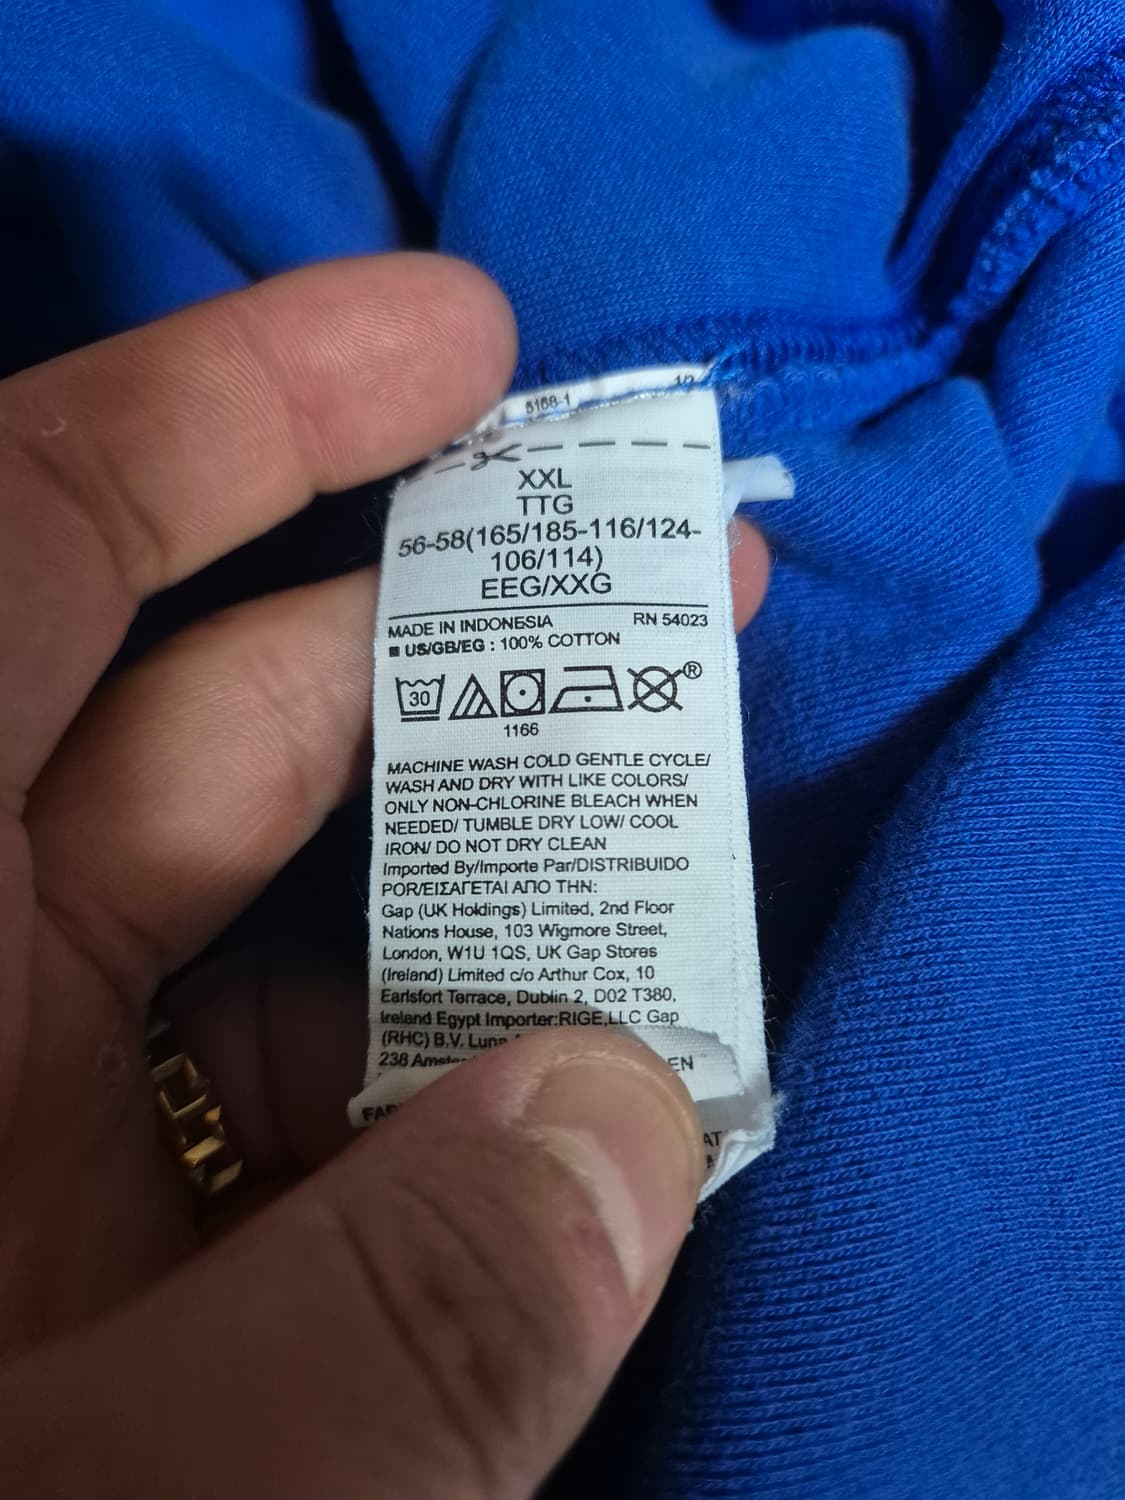 5168-1
1/2
XXL
TTG
56-58(165/185-116/124-
106/114)
EEG/XXG
MADE IN INDONESIA RN 54023
■ US/GB/EG : 100% COTTON
30 ®
1166
MACHINE WASH COLD GENTLE CYCLE/
WASH AND DRY WITH LIKE COLORS/
ONLY NON-CHLORINE BLEACH WHEN
NEEDED/ TUMBLE DRY LOW/ COOL
IRON/ DO NOT DRY CLEAN
Imported By/Importe Par/DISTRIBUIDO
POR/ΕΙΣΑΓΕΤΑΙ ΑΠΟ ΤΗΝ:
Gap (UK Holdings) Limited, 2nd Floor
Nations House, 103 Wigmore Street,
London, W1U 1QS, UK Gap Stores
(Ireland) Limited c/o Arthur Cox, 10
Earlsfort Terrace, Dublin 2, D02 T380,
Ireland Egypt Importer:RIGE,LLC Gap
(RHC) B.V. Luna
238